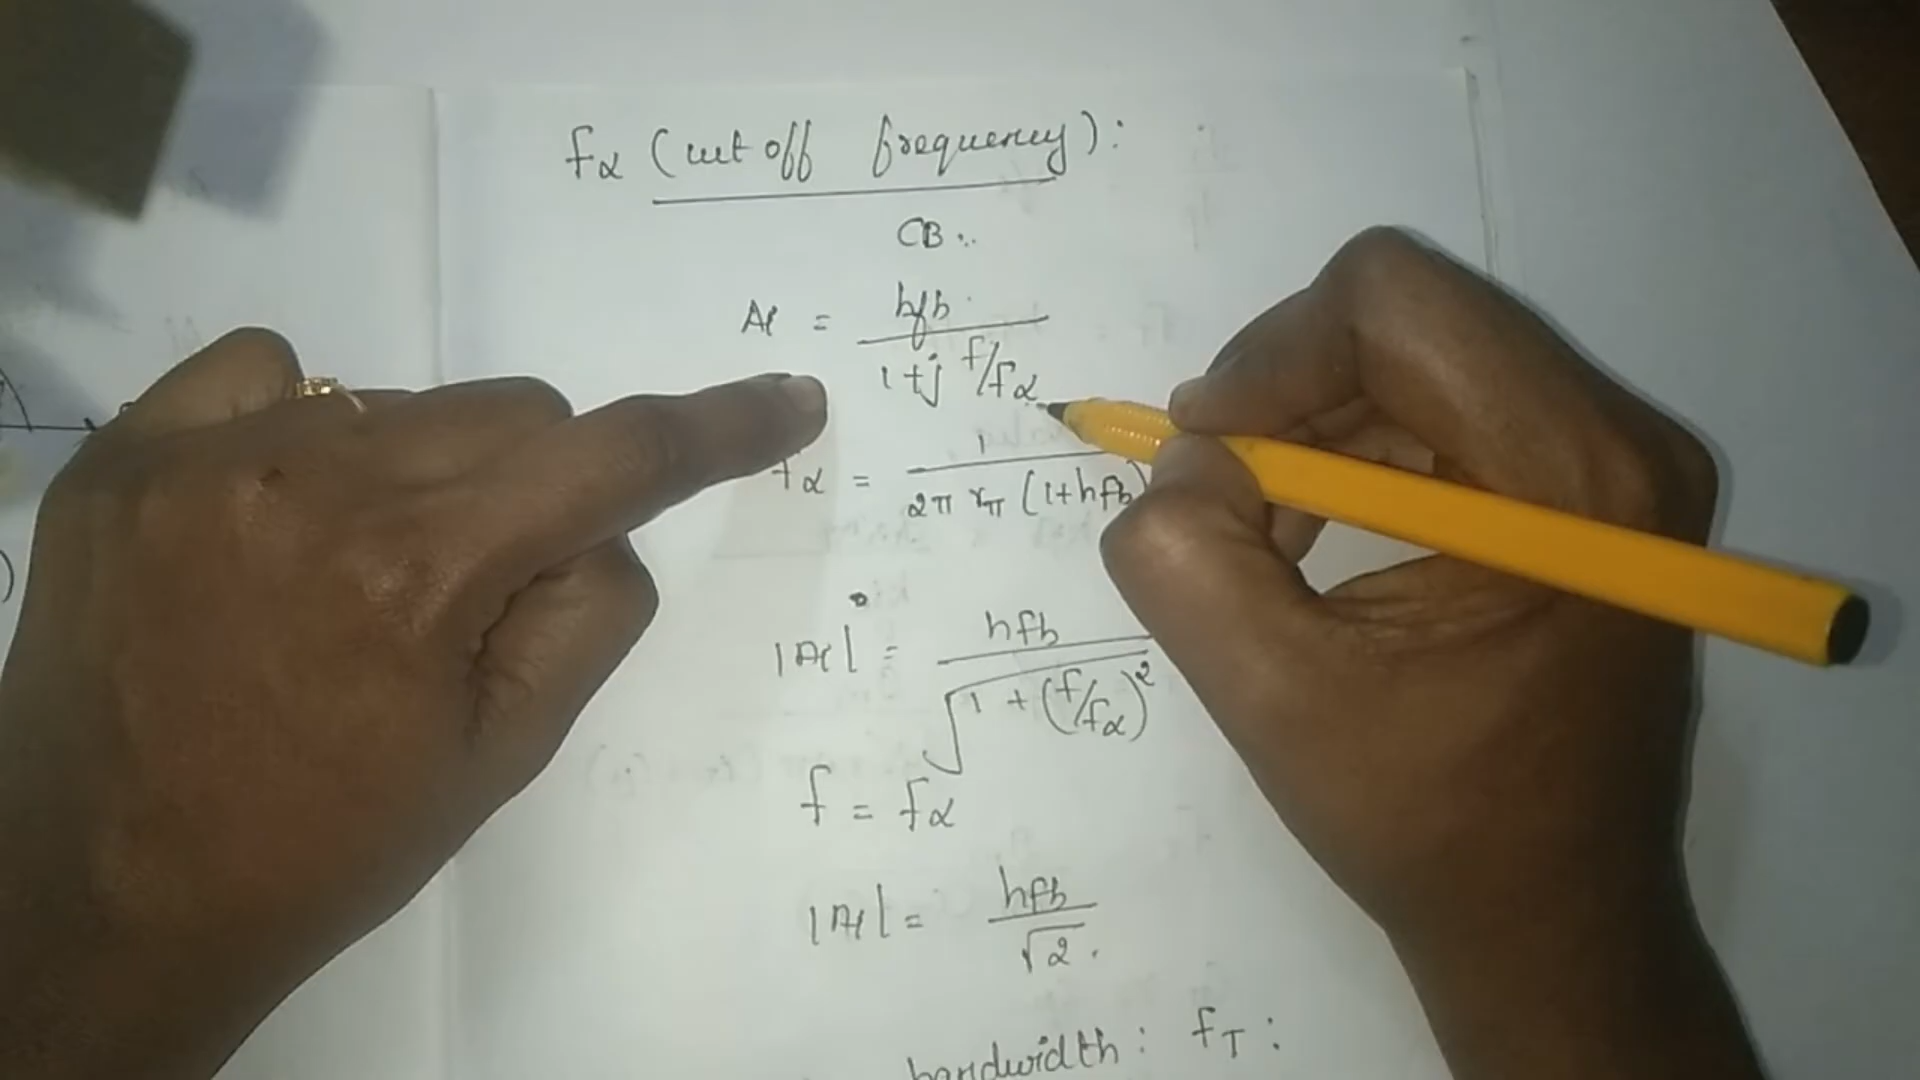 fα (cut off frequency):
CB..
Ai = hfb / 1+j f/fα
fα = 1 / 2π rπ (1+hfb)
|Ai| = hfb / √1 + (f/fα)²
f = fα
|Ai| = hfb / √2.
bandwidth: fT: